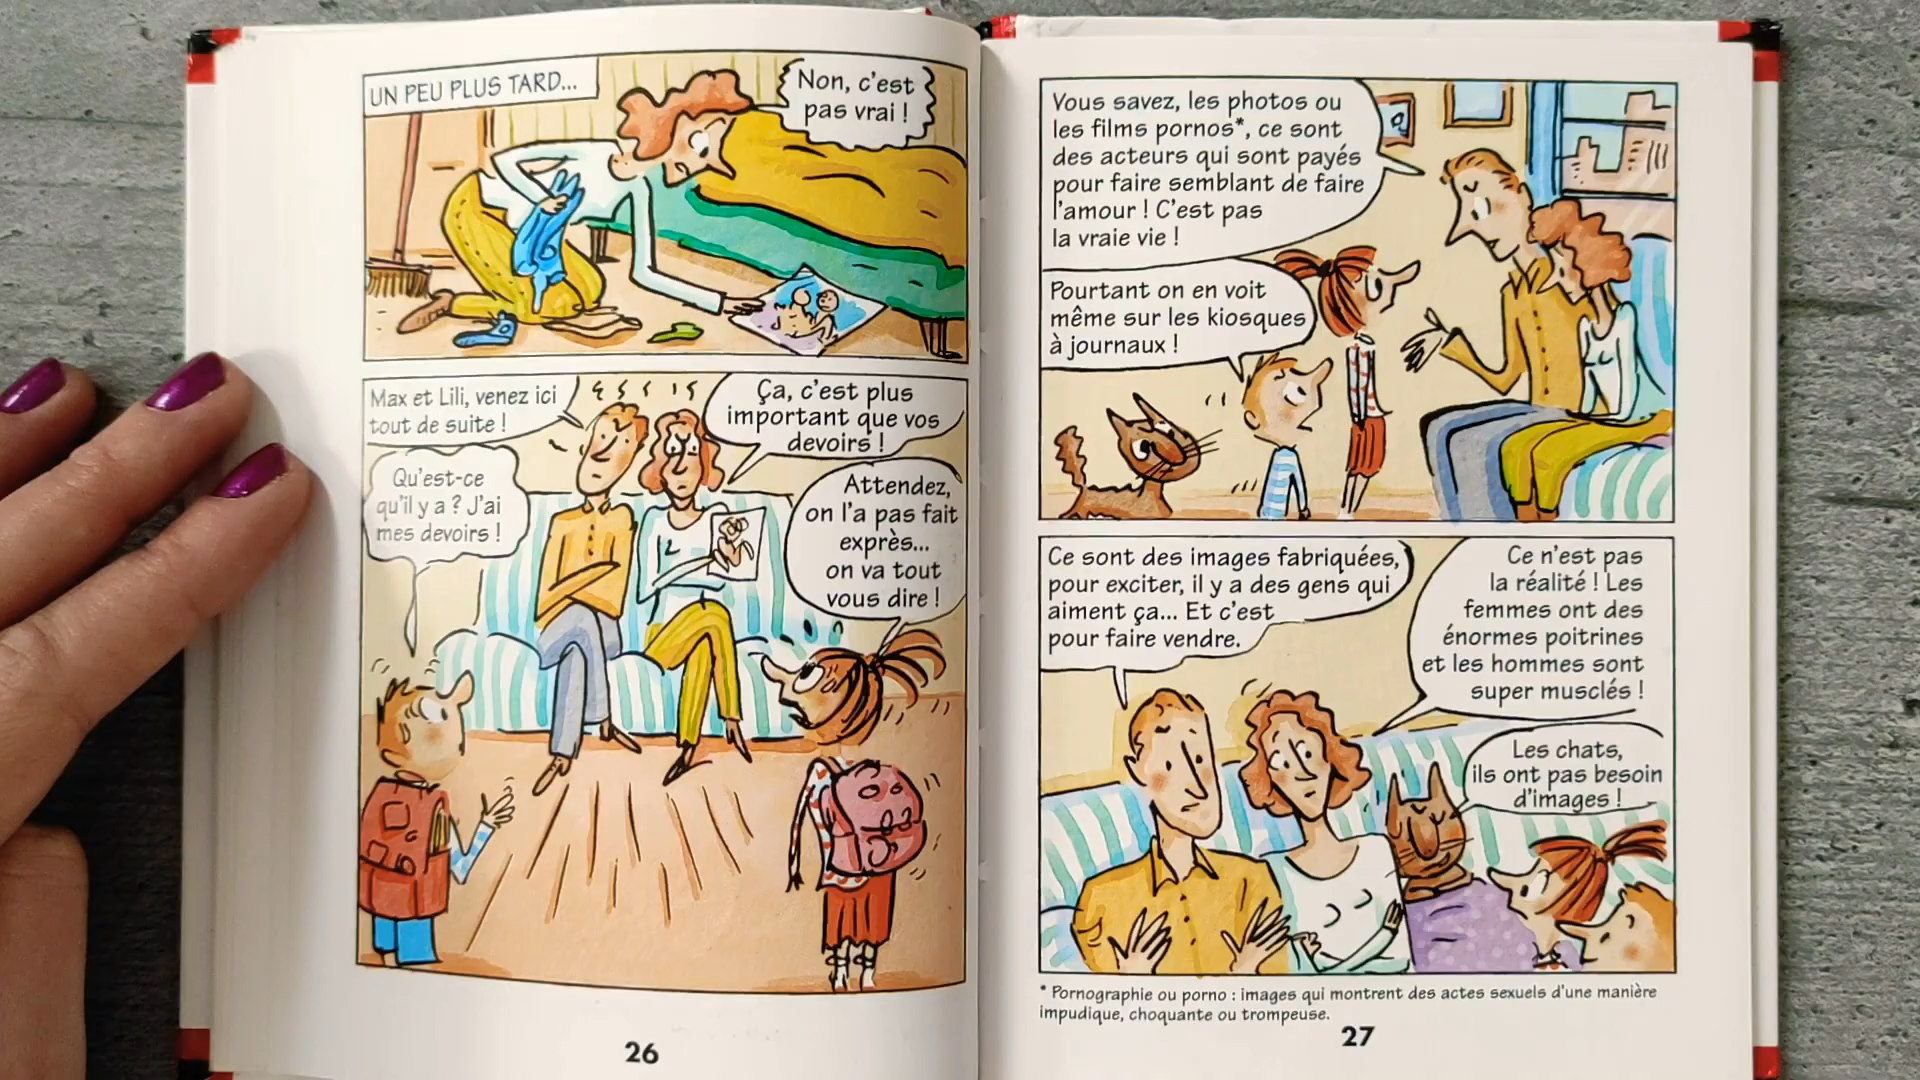 UN PEU PLUS TARD...
Non, c'est
pas vrai !
Max et Lili, venez ici
tout de suite !
Ça, c'est plus
important que vos
devoirs !
Qu'est-ce
qu'il y a ? J'ai
mes devoirs !
Attendez,
on l'a pas fait
exprès...
on va tout
vous dire !
26
Vous savez, les photos ou
les films pornos*, ce sont
des acteurs qui sont payés
pour faire semblant de faire
l'amour ! C'est pas
la vraie vie !
Pourtant on en voit
même sur les kiosques
à journaux !
Ce sont des images fabriquées,
pour exciter, il y a des gens qui
aiment ça... Et c'est
pour faire vendre.
Ce n'est pas
la réalité ! Les
femmes ont des
énormes poitrines
et les hommes sont
super musclés !
Les chats,
ils ont pas besoin
d'images !
* Pornographie ou porno : images qui montrent des actes sexuels d'une manière
impudique, choquante ou trompeuse.
27